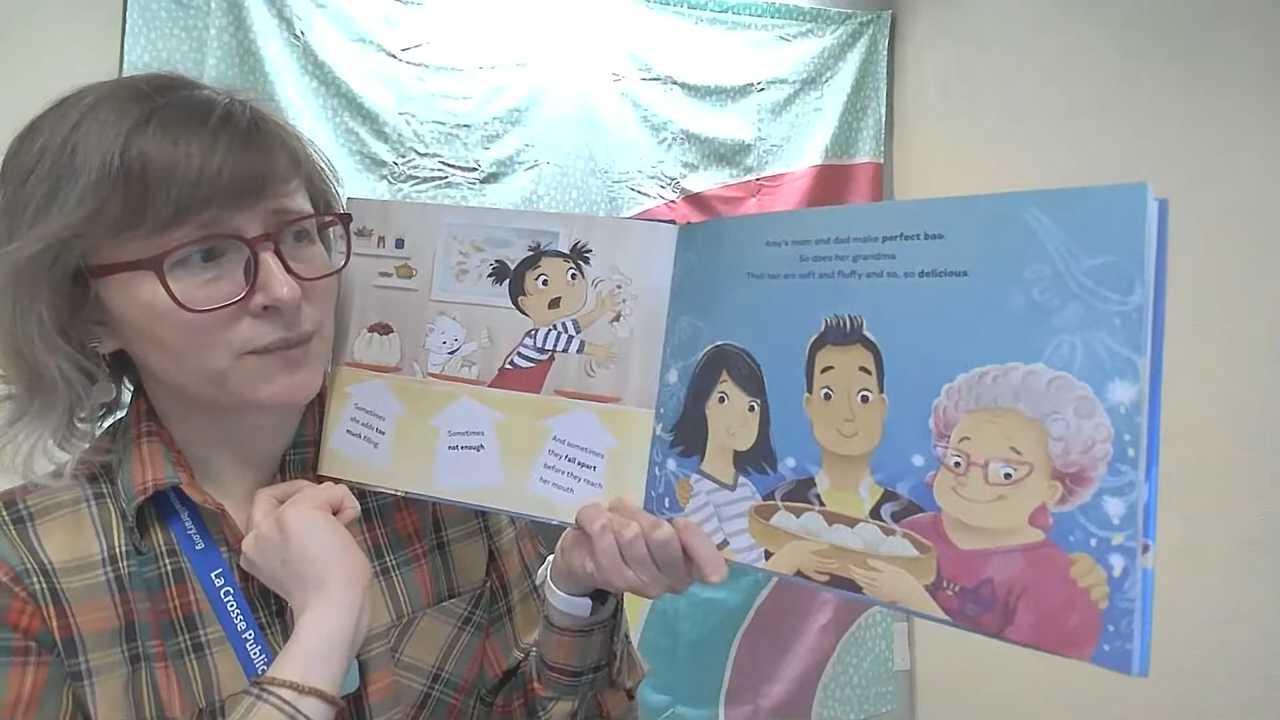 Sometimes
she adds too
much filling.
Sometimes
not enough.
And sometimes
they fall apart
before they reach
her mouth.
Amy's mom and dad make perfect bao.
So does her grandma.
Their bao are soft and fluffy and so, so delicious.
library.org
La Crosse Public